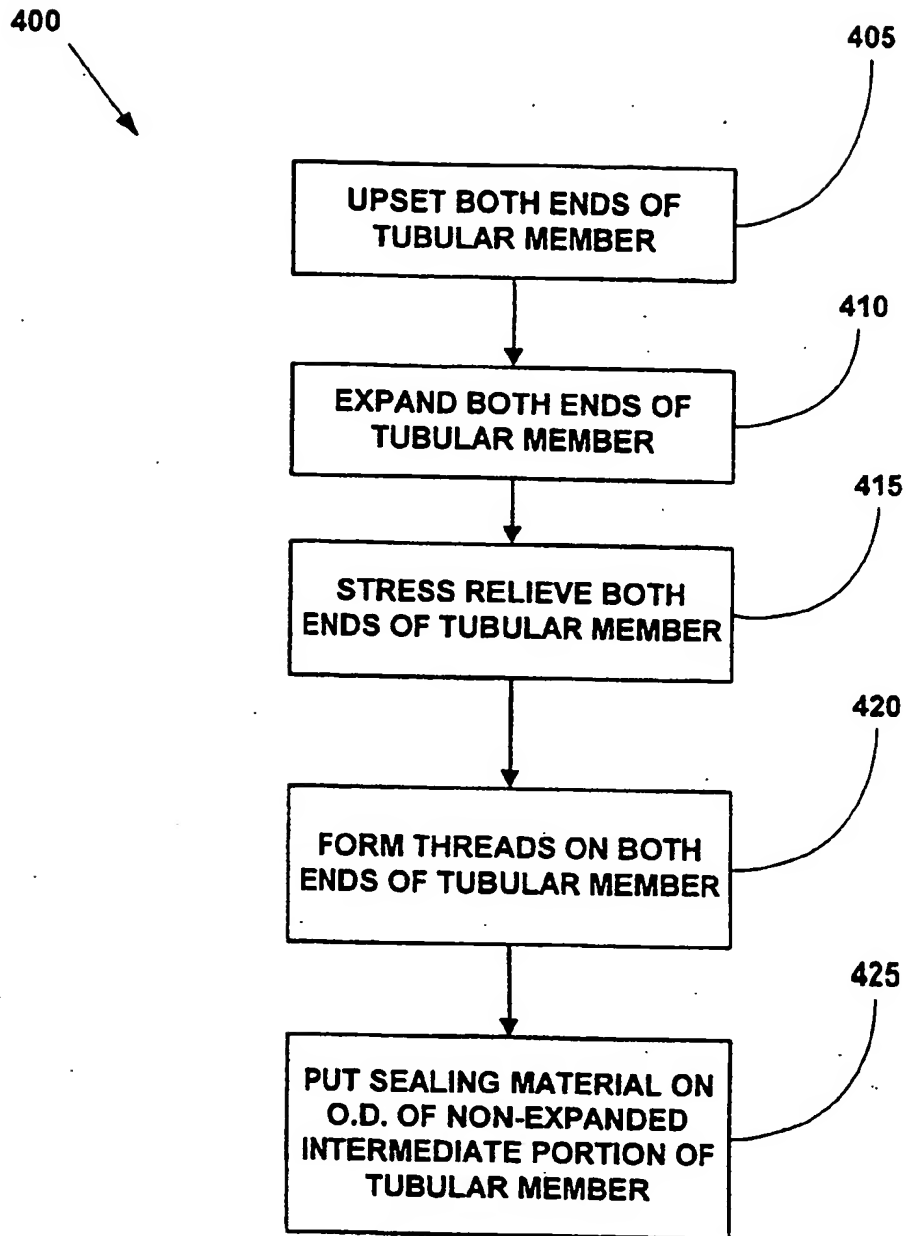 400
405
UPSET BOTH ENDS OF
TUBULAR MEMBER
410
EXPAND BOTH ENDS OF
TUBULAR MEMBER
415
STRESS RELIEVE BOTH
ENDS OF TUBULAR MEMBER
420
FORM THREADS ON BOTH
ENDS OF TUBULAR MEMBER
425
PUT SEALING MATERIAL ON
O.D. OF NON-EXPANDED
INTERMEDIATE PORTION OF
TUBULAR MEMBER